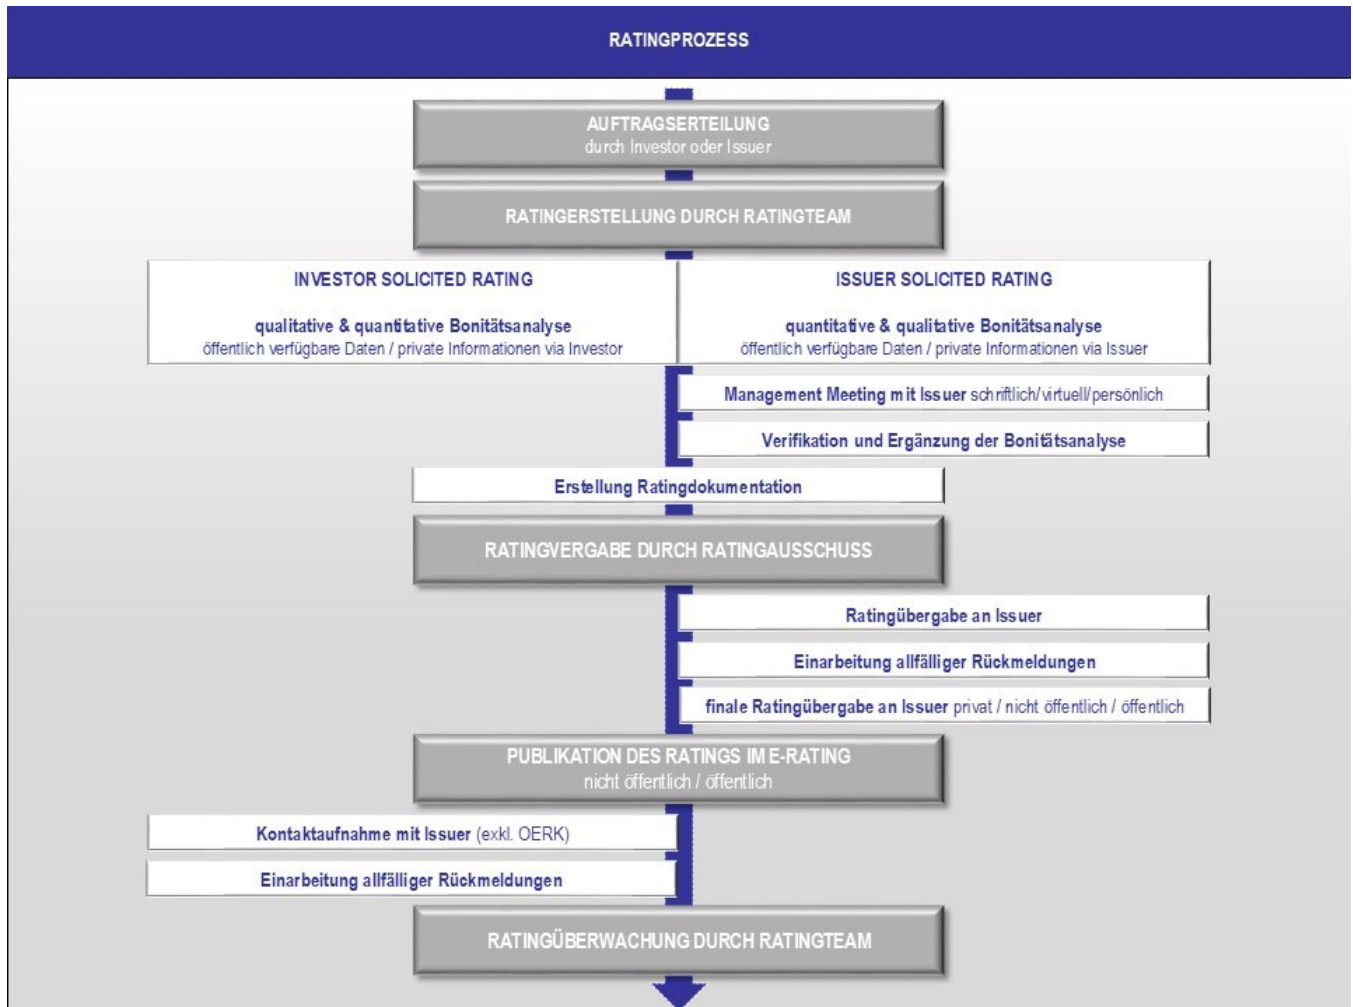 RATINGPROZESS
AUFTRAGSERTEILUNG
durch Investor oder Issuer
RATINGERSTELLUNG DURCH RATINGTEAM
INVESTOR SOLICITED RATING
qualitative & quantitative Bonitätsanalyse
öffentlich verfügbare Daten / private Informationen via Investor
ISSUER SOLICITED RATING
quantitative & qualitative Bonitätsanalyse
öffentlich verfügbare Daten / private Informationen via Issuer
Management Meeting mit Issuer schriftlich/virtuell/persönlich
Verifikation und Ergänzung der Bonitätsanalyse
Erstellung Ratingdokumentation
RATINGVERGABE DURCH RATINGAUSSCHUSS
Ratingübergabe an Issuer
Einarbeitung allfälliger Rückmeldungen
finale Ratingübergabe an Issuer privat / nicht öffentlich / öffentlich
PUBLIKATION DES RATINGS IM E-RATING
nicht öffentlich / öffentlich
Kontaktaufnahme mit Issuer (exkl. OERK)
Einarbeitung allfälliger Rückmeldungen
RATINGÜBERWACHUNG DURCH RATINGTEAM